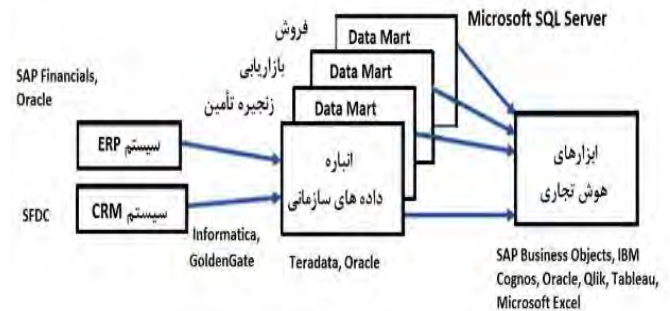 Microsoft SQL Server
فروش
Data Mart
بازاریابی
Data Mart
زنجیره تأمین
Data Mart
SAP Financials,
Oracle
سیستم ERP
انباره
داده های سازمانی
ابزارهای
هوش تجاری
SFDC
سیستم CRM
Informatica,
GoldenGate
Teradata, Oracle
SAP Business Objects, IBM
Cognos, Oracle, Qlik, Tableau,
Microsoft Excel